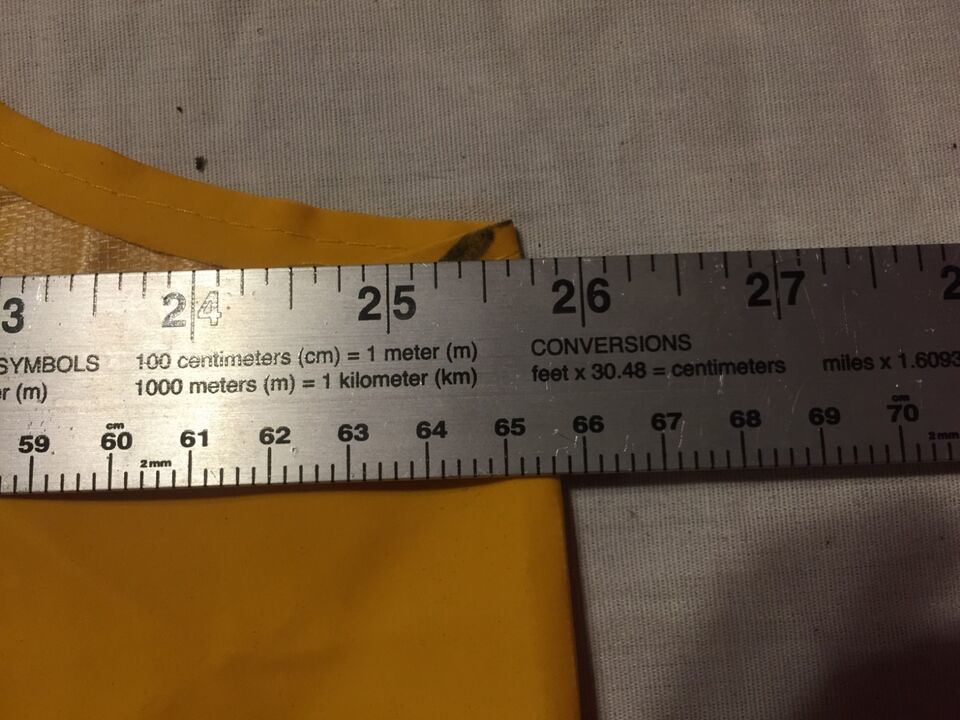 3 24 25 26 27 2
SYMBOLS 100 centimeters (cm) = 1 meter (m) CONVERSIONS
r (m) 1000 meters (m) = 1 kilometer (km) feet x 30.48 = centimeters miles x 1.6093
cm cm
59 60 61 62 63 64 65 66 67 68 69 70
2mm 2mm